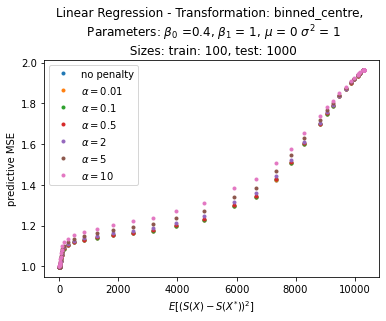 Linear Regression - Transformation: binned_centre,
Parameters: β₀ =0.4, β₁ = 1, μ = 0 σ² = 1
Sizes: train: 100, test: 1000
no penalty
α = 0.01
α = 0.1
α = 0.5
α = 2
α = 5
α = 10
predictive MSE
2.0
1.8
1.6
1.4
1.2
1.0
0 2000 4000 6000 8000 10000
E[(S(X) − S(X*))²]